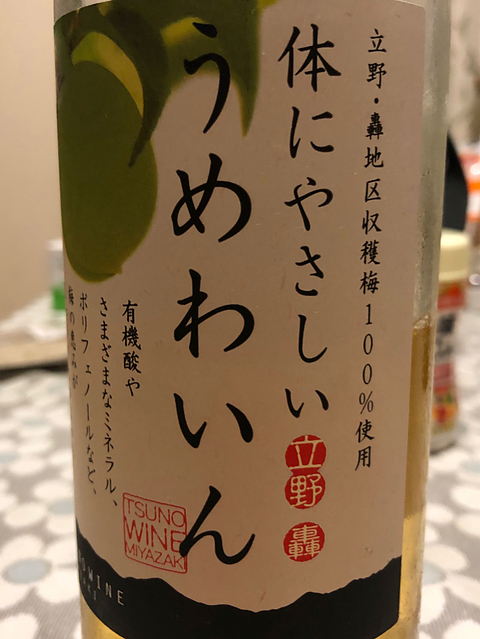 立野・轟地区収穫梅100%使用
体にやさしい
立野
轟
うめわいん
有機酸や
さまざまなミネラル、
ポリフェノールなど、
梅の恵みが
TSUNO
WINE
MIYAZAKI
WINE